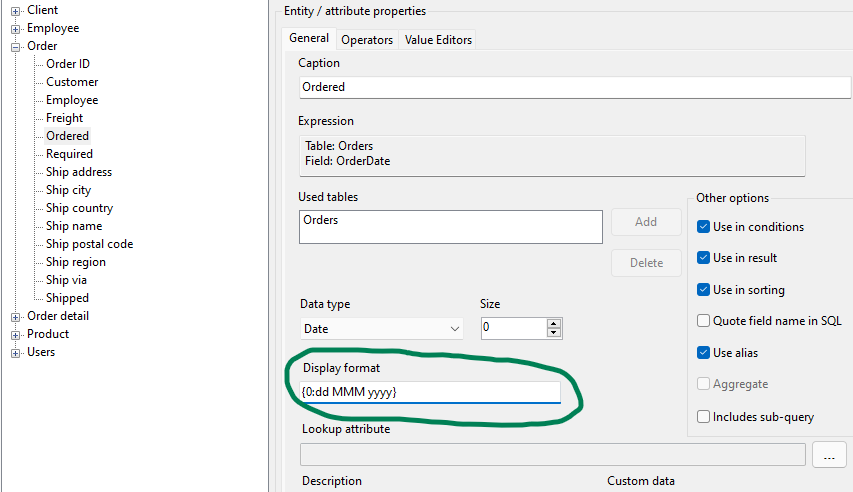 Client
Employee
Order
Order ID
Customer
Employee
Freight
Ordered
Required
Ship address
Ship city
Ship country
Ship name
Ship postal code
Ship region
Ship via
Shipped
Order detail
Product
Users
Entity / attribute properties
General Operators Value Editors
Caption
Ordered
Expression
Table: Orders
Field: OrderDate
Used tables
Orders
Add
Delete
Data type
Date
Size
0
Display format
{0:dd MMM yyyy}
Lookup attribute
...
Description
Custom data
Other options
Use in conditions
Use in result
Use in sorting
Quote field name in SQL
Use alias
Aggregate
Includes sub-query